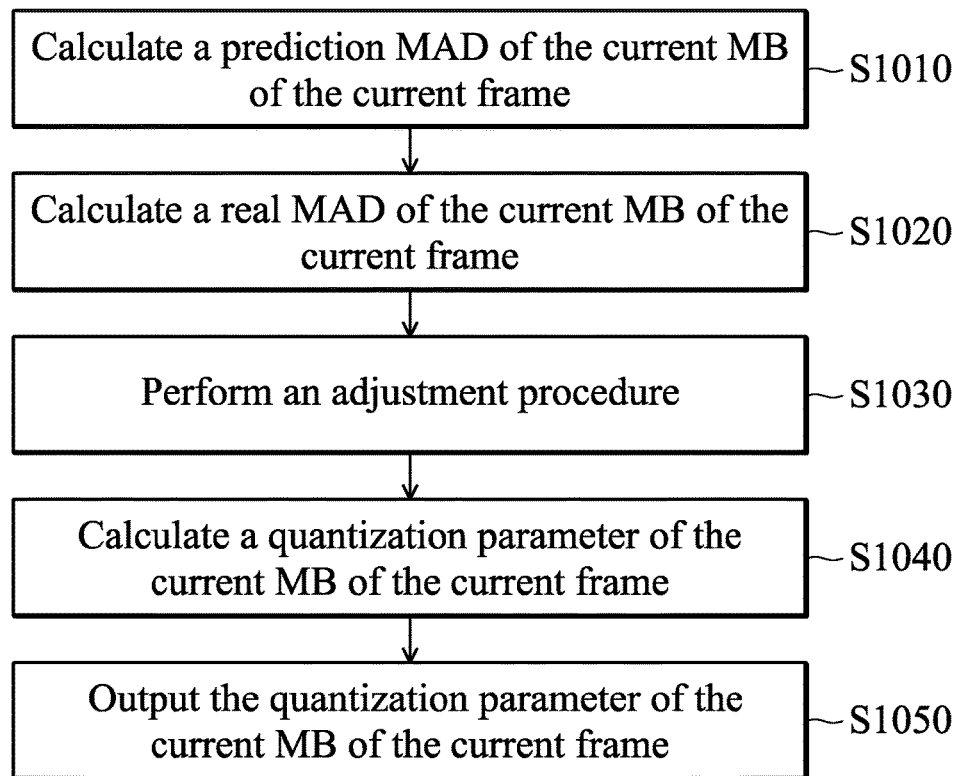 Calculate a prediction MAD of the current MB
of the current frame
S1010
Calculate a real MAD of the current MB of the
current frame
S1020
Perform an adjustment procedure
S1030
Calculate a quantization parameter of the
current MB of the current frame
S1040
Output the quantization parameter of the
current MB of the current frame
S1050